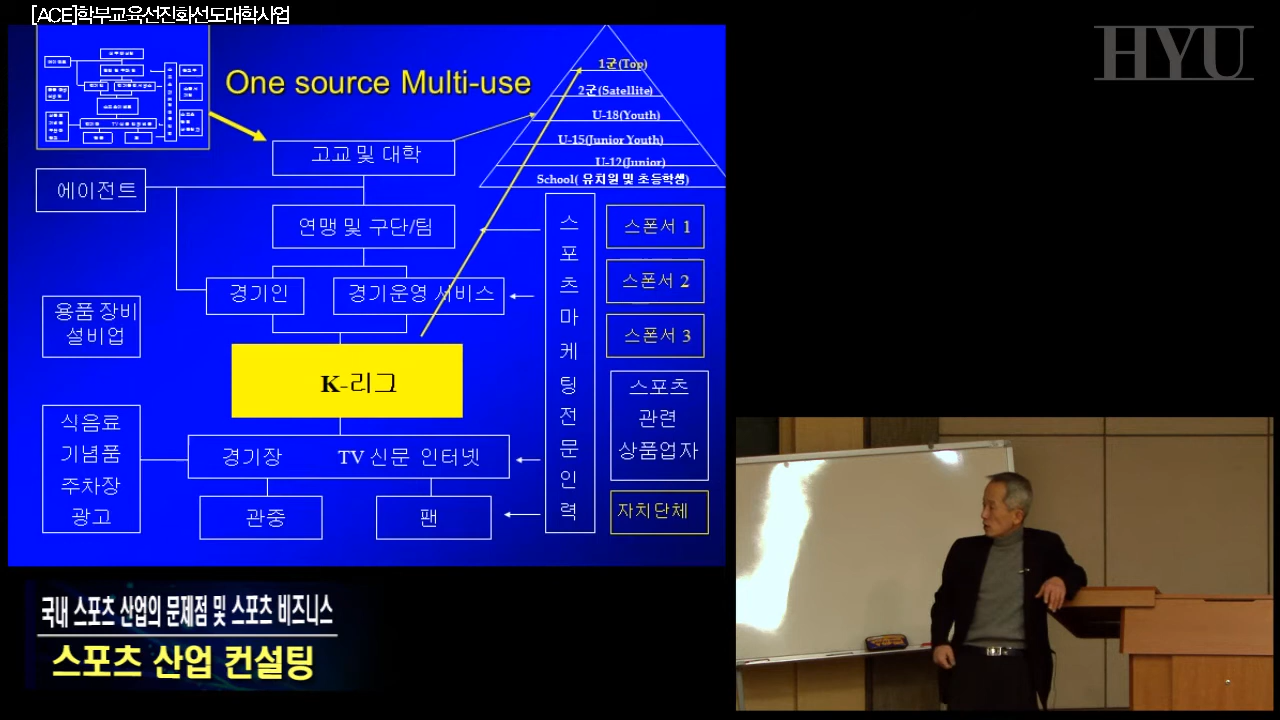 [ACE]학부교육선진화선도대학사업
HYU
One source Multi-use
1군(Top)
2군(Satellite)
U-18(Youth)
U-15(Junior Youth)
U-12(Junior)
School( 유치원 및 초등학생)
고교 및 대학
에이전트
연맹 및 구단/팀
경기인
경기운영 서비스
용품 장비
설비업
K-리그
식음료
기념품
주차장
광고
경기장
TV 신문 인터넷
관중
팬
스포츠마케팅전문인력
스폰서 1
스폰서 2
스폰서 3
스포츠
관련
상품업자
자치단체
국내 스포츠 산업의 문제점 및 스포츠 비즈니스
스포츠 산업 컨설팅